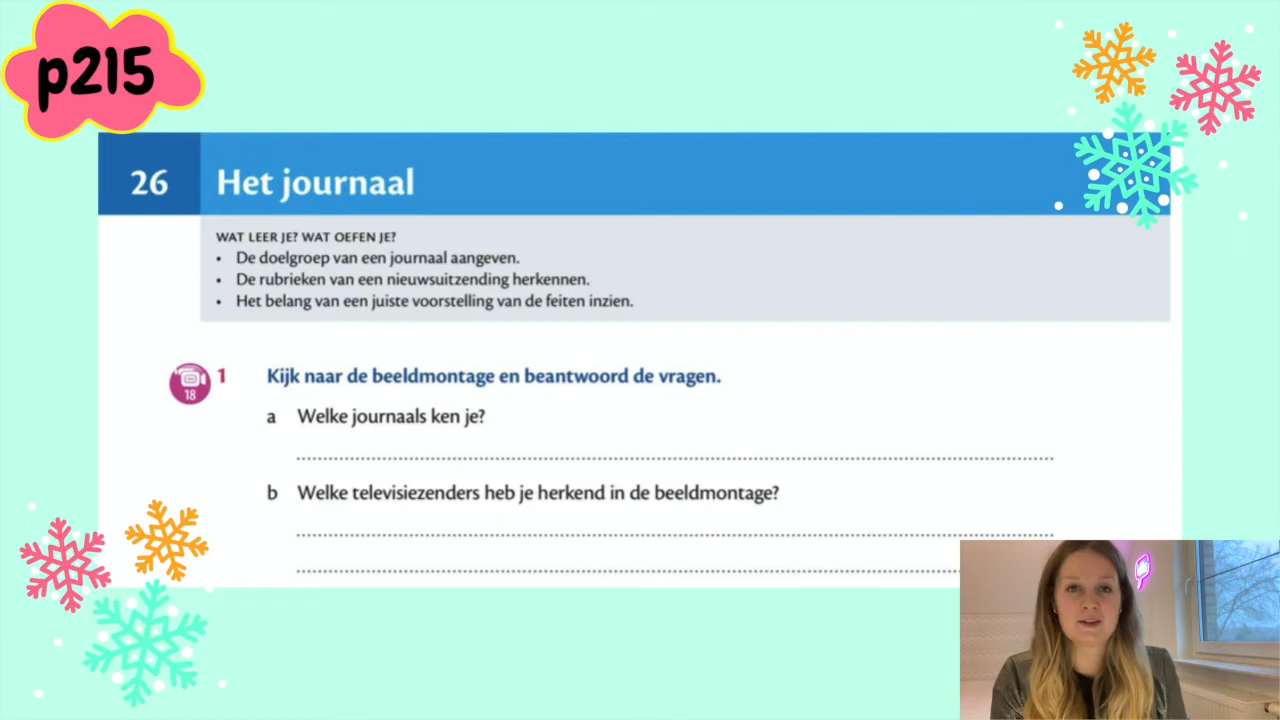 p215
26 Het journaal
WAT LEER JE? WAT OEFEN JE?
• De doelgroep van een journaal aangeven.
• De rubrieken van een nieuwsuitzending herkennen.
• Het belang van een juiste voorstelling van de feiten inzien.
18 1 Kijk naar de beeldmontage en beantwoord de vragen.
a Welke journaals ken je?
b Welke televisiezenders heb je herkend in de beeldmontage?